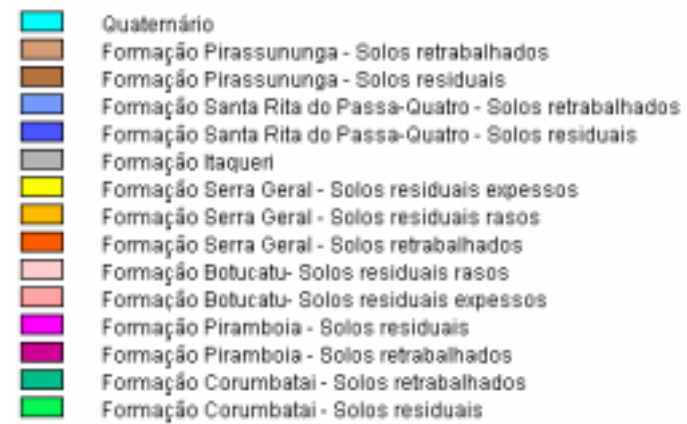 Quaternário
Formação Pirassununga - Solos retrabalhados
Formação Pirassununga - Solos residuais
Formação Santa Rita do Passa-Quatro - Solos retrabalhados
Formação Santa Rita do Passa-Quatro - Solos residuais
Formação Itaqueri
Formação Serra Geral - Solos residuais expessos
Formação Serra Geral - Solos residuais rasos
Formação Serra Geral - Solos retrabalhados
Formação Botucatu- Solos residuais rasos
Formação Botucatu- Solos residuais expessos
Formação Piramboia - Solos residuais
Formação Piramboia - Solos retrabalhados
Formação Corumbatai - Solos retrabalhados
Formação Corumbatai - Solos residuais